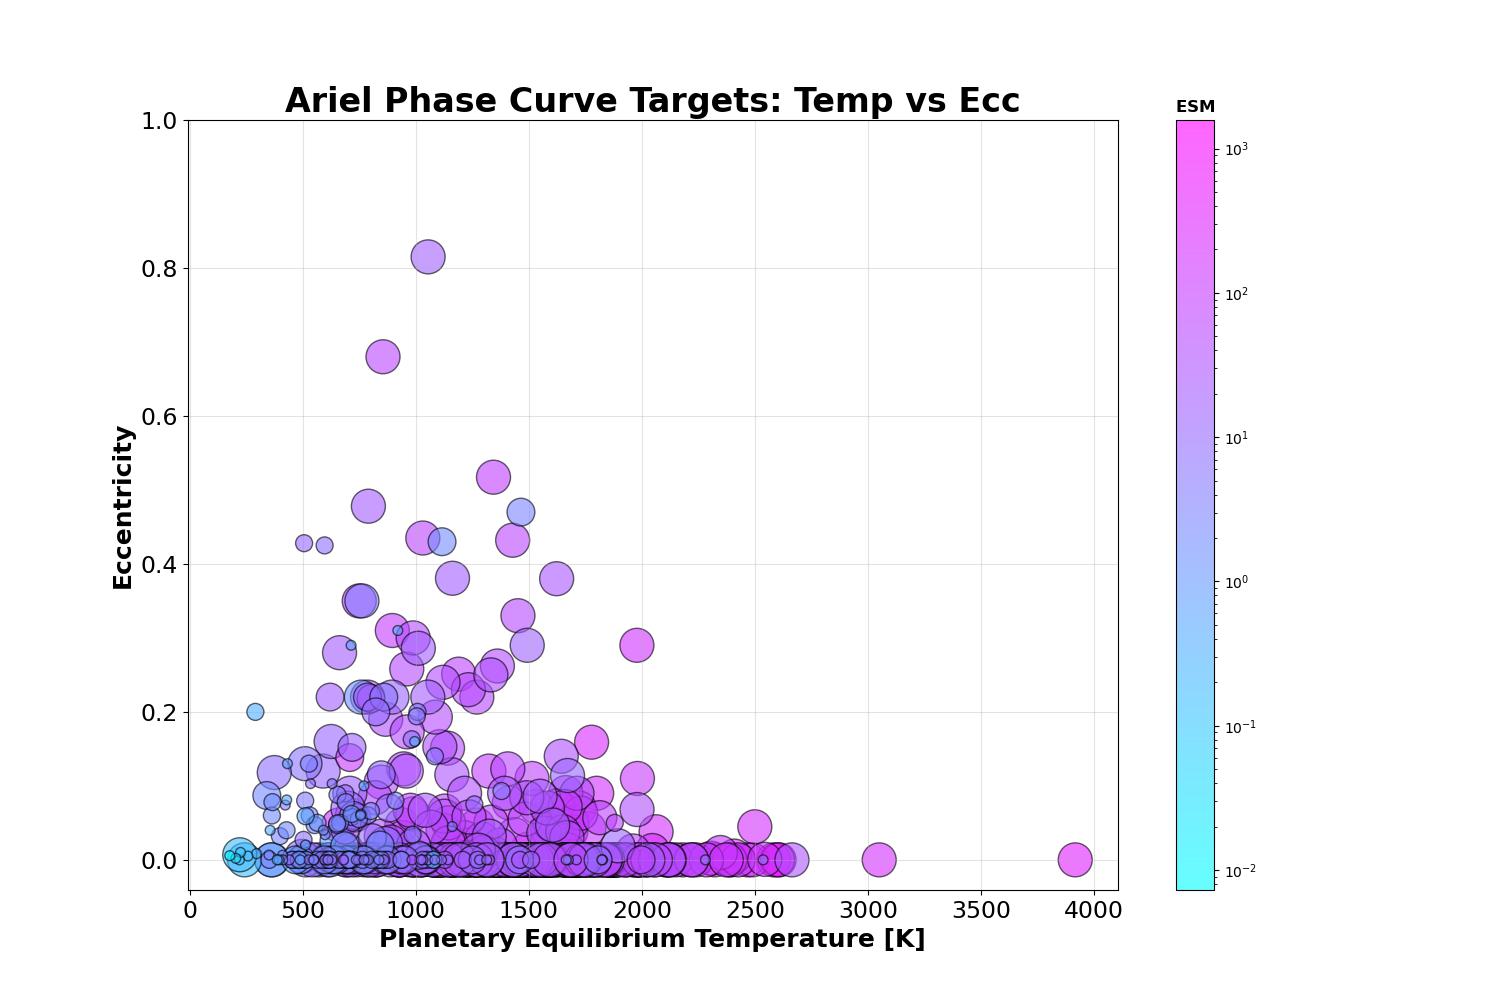 Ariel Phase Curve Targets: Temp vs Ecc
ESM
1.0
0.8
0.6
0.4
0.2
0.0
Eccentricity
0 500 1000 1500 2000 2500 3000 3500 4000
Planetary Equilibrium Temperature [K]
10³
10²
10¹
10⁰
10⁻¹
10⁻²